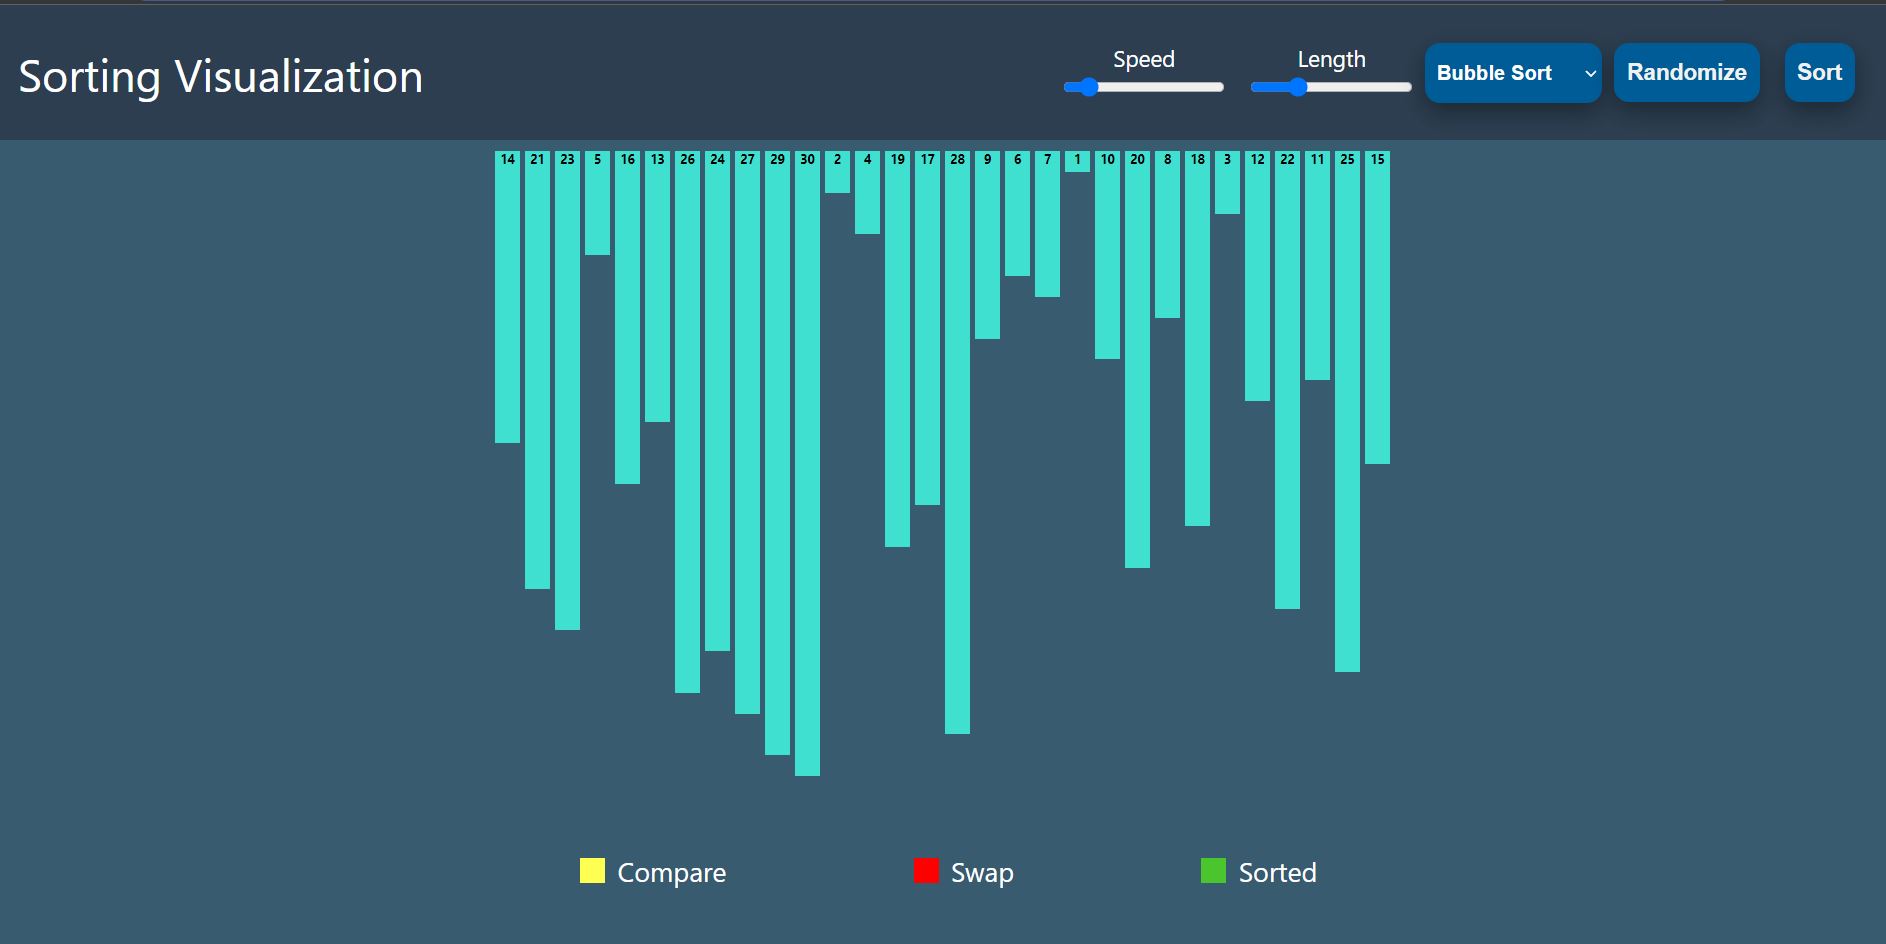 Sorting Visualization
Speed
Length
Bubble Sort
Randomize
Sort
14 21 23 5 16 13 26 24 27 29 30 2 4 19 17 28 9 6 7 1 10 20 8 18 3 12 22 11 25 15
Compare
Swap
Sorted